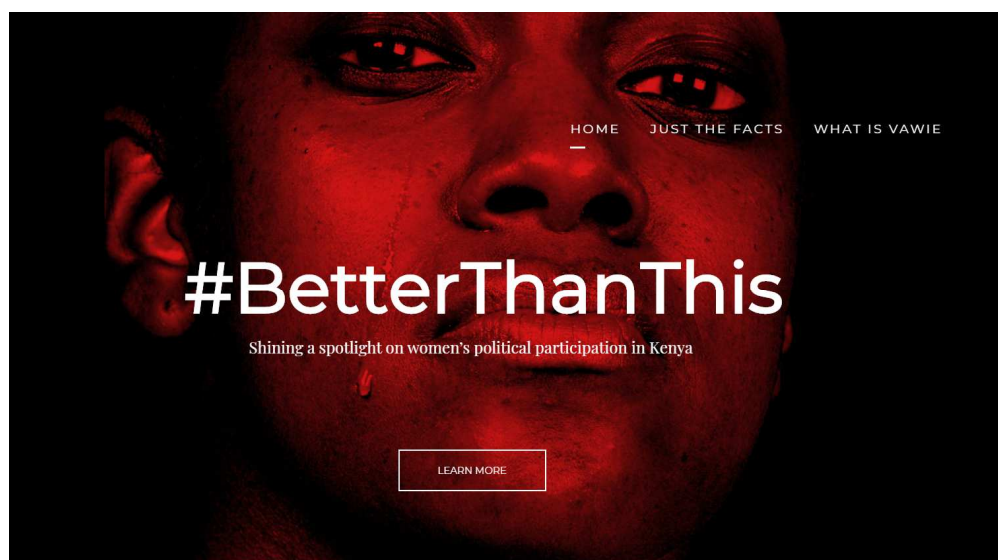 HOME JUST THE FACTS WHAT IS VAWIE
#BetterThanThis
Shining a spotlight on women's political participation in Kenya
LEARN MORE